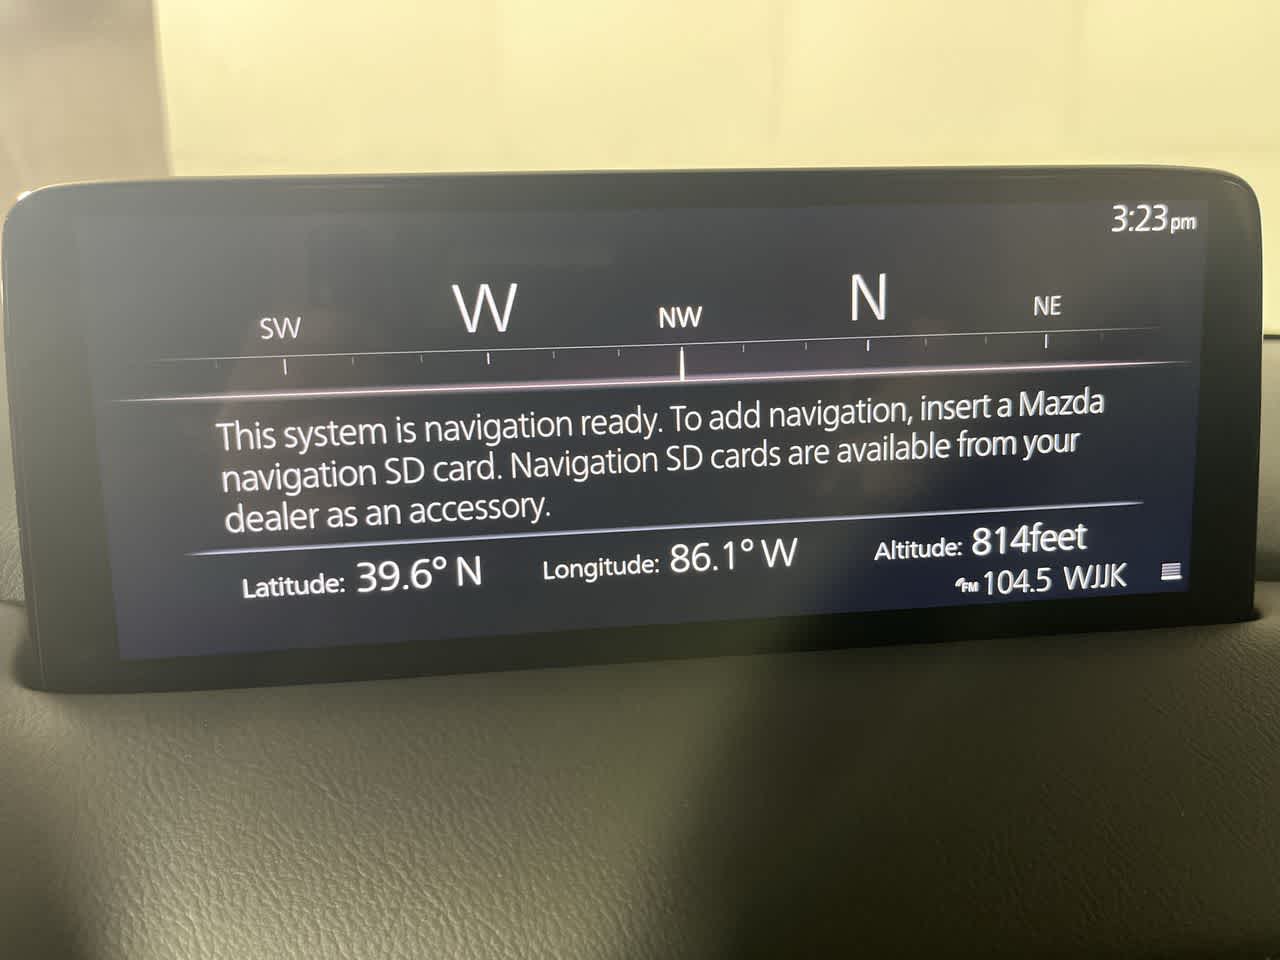 3:23pm
SW W NW N NE
This system is navigation ready. To add navigation, insert a Mazda
navigation SD card. Navigation SD cards are available from your
dealer as an accessory.
Latitude: 39.6° N Longitude: 86.1° W Altitude: 814feet
FM 104.5 WJJK